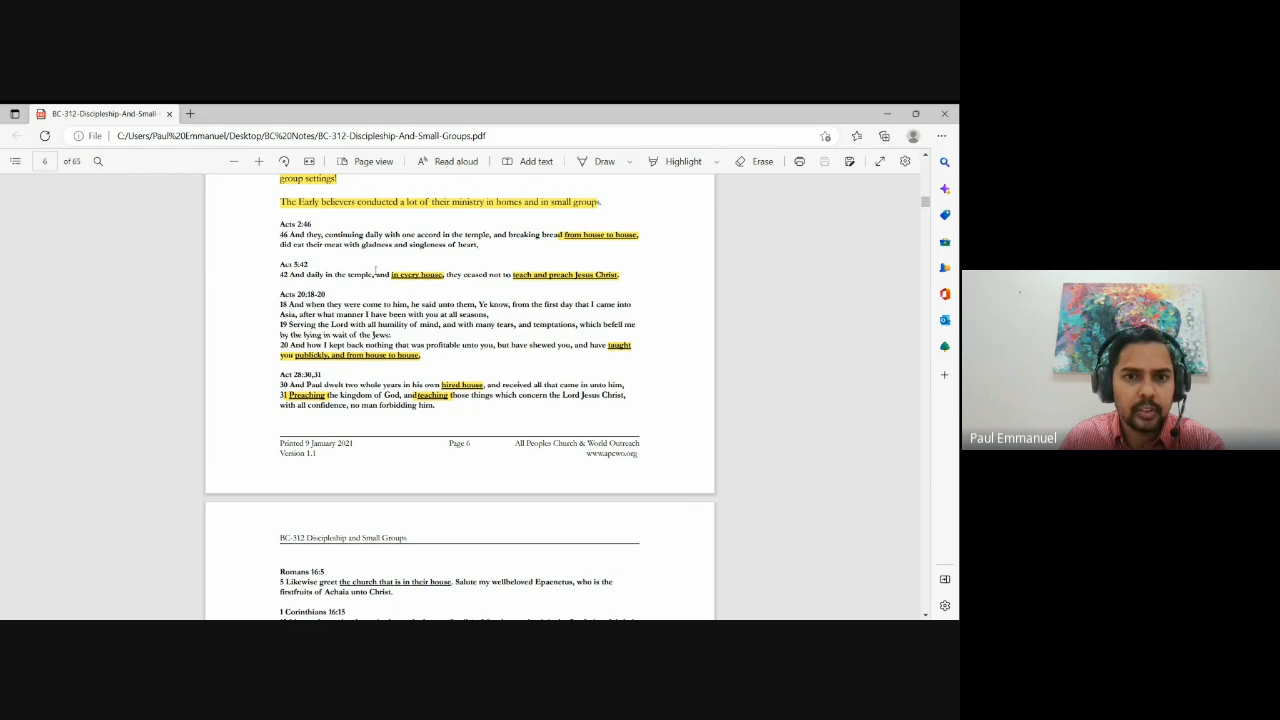 BC-312-Discipleship-And-Small-
File
C:/Users/Paul%20Emmanuel/Desktop/BC%20Notes/BC-312-Discipleship-And-Small-Groups.pdf
6 of 65
Page view
Read aloud
Add text
Draw
Highlight
Erase
group settings!
The Early believers conducted a lot of their ministry in homes and in small groups.
Acts 2:46
46 And they, continuing daily with one accord in the temple, and breaking bread from house to house,
did eat their meat with gladness and singleness of heart,
Act 5:42
42 And daily in the temple, and in every house, they ceased not to teach and preach Jesus Christ.
Acts 20:18-20
18 And when they were come to him, he said unto them, Ye know, from the first day that I came into
Asia, after what manner I have been with you at all seasons,
19 Serving the Lord with all humility of mind, and with many tears, and temptations, which befell me
by the lying in wait of the Jews:
20 And how I kept back nothing that was profitable unto you, but have shewed you, and have taught
you publickly, and from house to house,
Act 28:30,31
30 And Paul dwelt two whole years in his own hired house, and received all that came in unto him,
31 Preaching the kingdom of God, and teaching those things which concern the Lord Jesus Christ,
with all confidence, no man forbidding him.
Printed 9 January 2021 Page 6 All Peoples Church & World Outreach
Version 1.1 www.apcwo.org
BC-312 Discipleship and Small Groups
Romans 16:5
5 Likewise greet the church that is in their house. Salute my wellbeloved Epaenetus, who is the
firstfruits of Achaia unto Christ.
1 Corinthians 16:15
Paul Emmanuel